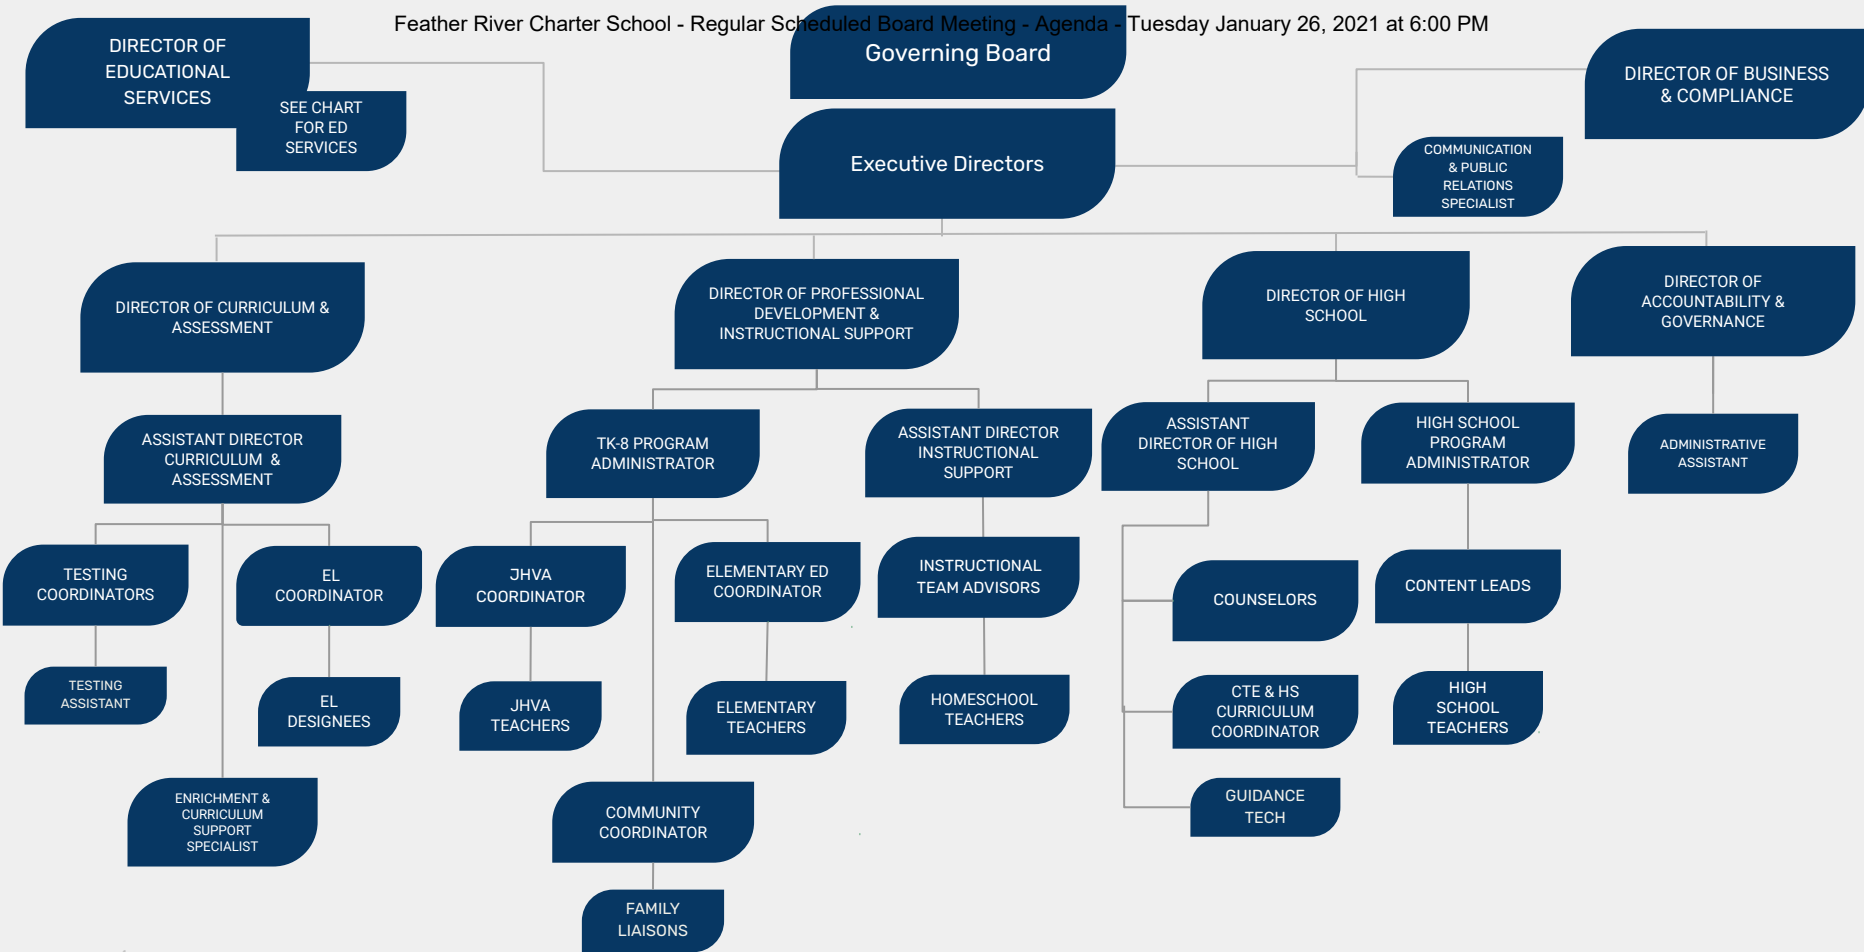 Feather River Charter School - Regular Scheduled Board Meeting - Agenda - Tuesday January 26, 2021 at 6:00 PM
DIRECTOR OF
EDUCATIONAL
SERVICES
SEE CHART
FOR ED
SERVICES
Governing Board
Executive Directors
DIRECTOR OF BUSINESS
& COMPLIANCE
COMMUNICATION
& PUBLIC
RELATIONS
SPECIALIST
DIRECTOR OF CURRICULUM &
ASSESSMENT
DIRECTOR OF PROFESSIONAL
DEVELOPMENT &
INSTRUCTIONAL SUPPORT
DIRECTOR OF HIGH
SCHOOL
DIRECTOR OF
ACCOUNTABILITY &
GOVERNANCE
ASSISTANT DIRECTOR
CURRICULUM &
ASSESSMENT
TK-8 PROGRAM
ADMINISTRATOR
ASSISTANT DIRECTOR
INSTRUCTIONAL
SUPPORT
ASSISTANT
DIRECTOR OF HIGH
SCHOOL
HIGH SCHOOL
PROGRAM
ADMINISTRATOR
ADMINISTRATIVE
ASSISTANT
TESTING
COORDINATORS
EL
COORDINATOR
JHVA
COORDINATOR
ELEMENTARY ED
COORDINATOR
INSTRUCTIONAL
TEAM ADVISORS
COUNSELORS
CONTENT LEADS
TESTING
ASSISTANT
EL
DESIGNEES
JHVA
TEACHERS
ELEMENTARY
TEACHERS
HOMESCHOOL
TEACHERS
CTE & HS
CURRICULUM
COORDINATOR
HIGH
SCHOOL
TEACHERS
ENRICHMENT &
CURRICULUM
SUPPORT
SPECIALIST
COMMUNITY
COORDINATOR
GUIDANCE
TECH
FAMILY
LIAISONS